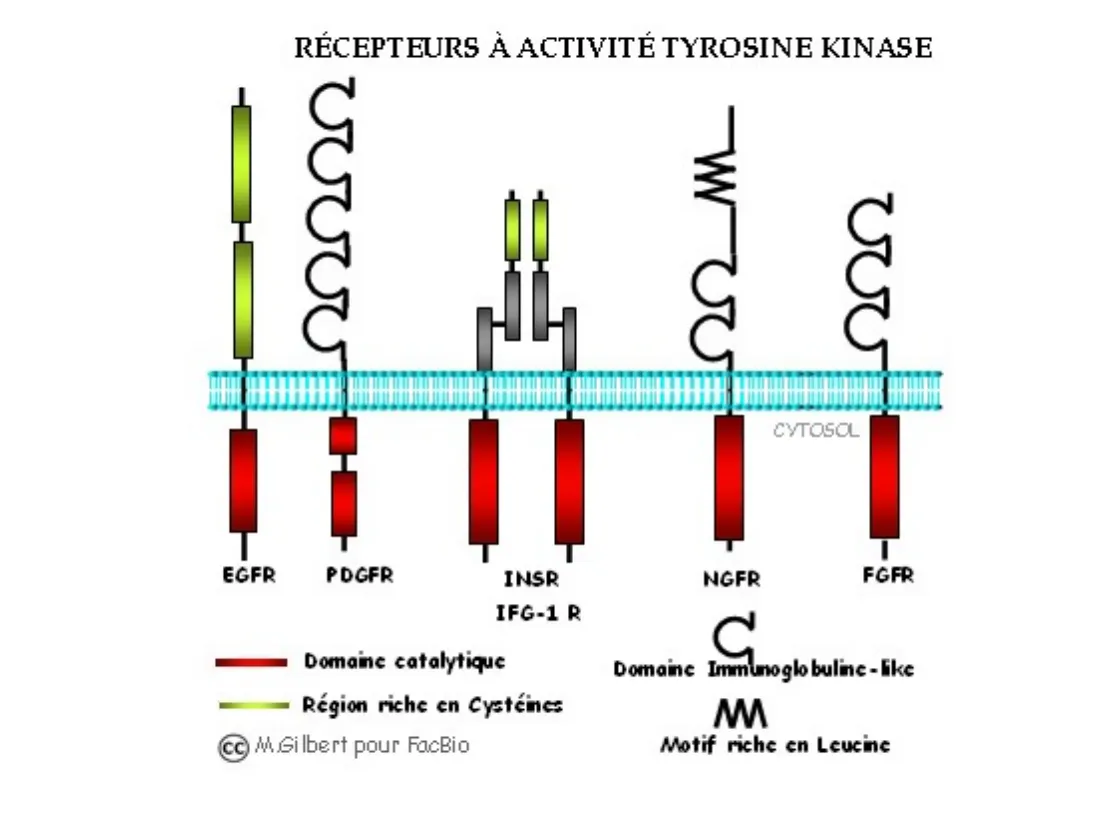 RÉCEPTEURS À ACTIVITÉ TYROSINE KINASE
CYTOSOL
EGFR
PDGFR
INSR
IFG-1 R
NGFR
FGFR
Domaine catalytique
Région riche en Cystéines
cc M.Gilbert pour FacBio
Domaine Immunoglobuline-like
Motif riche en Leucine